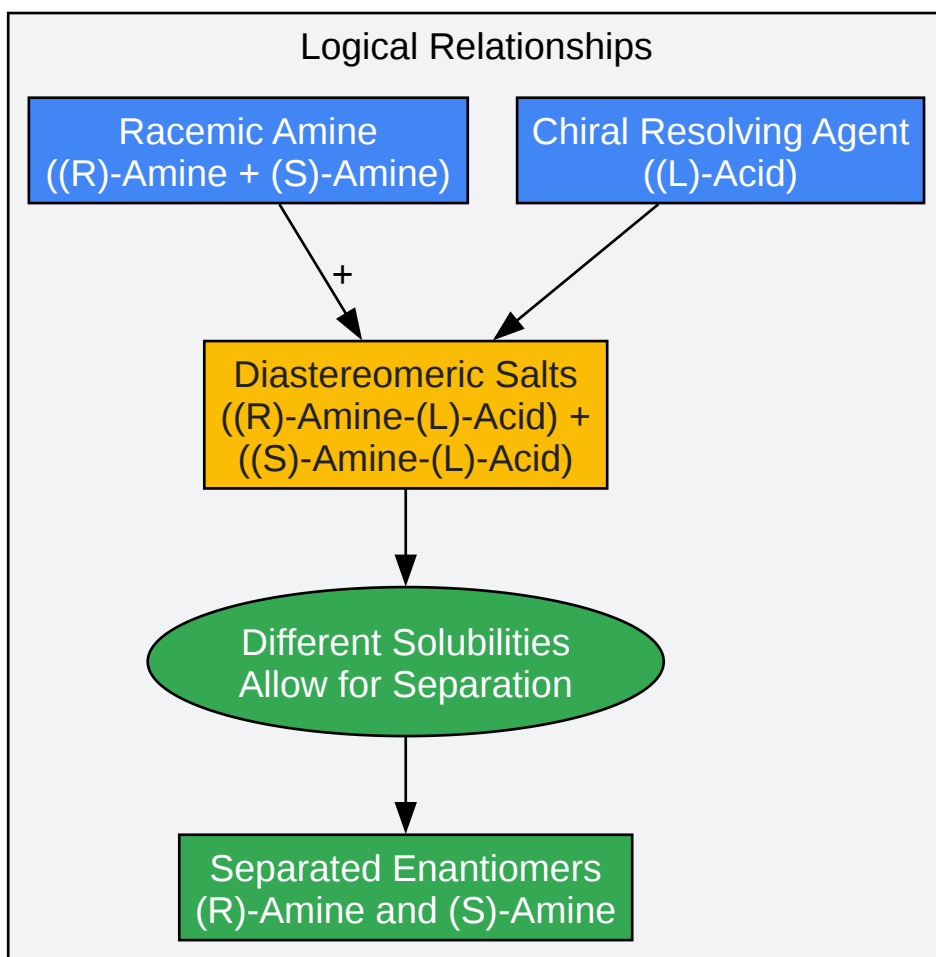 Logical Relationships
Racemic Amine
((R)-Amine + (S)-Amine)
Chiral Resolving Agent
((L)-Acid)
+
Diastereomeric Salts
((R)-Amine-(L)-Acid) +
((S)-Amine-(L)-Acid)
Different Solubilities
Allow for Separation
Separated Enantiomers
(R)-Amine and (S)-Amine